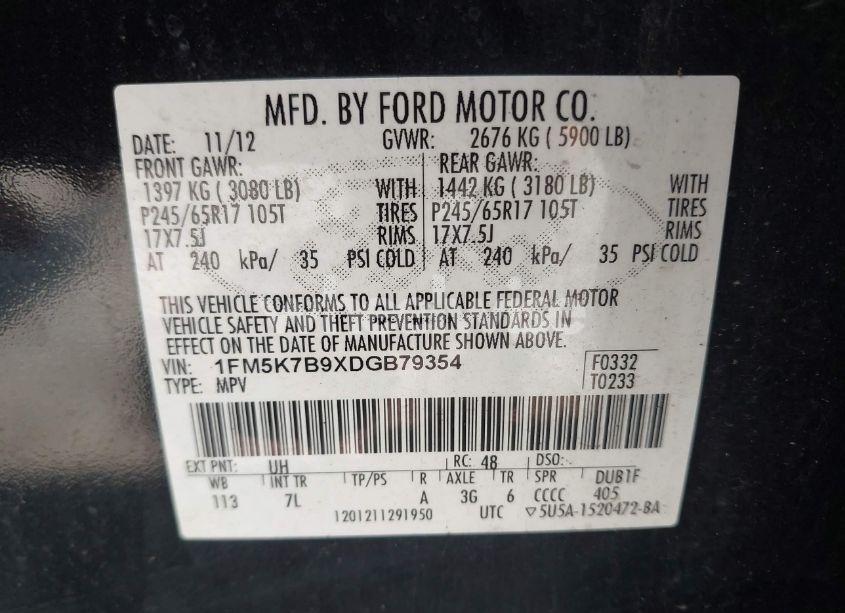 MFD. BY FORD MOTOR CO.
DATE: 11/12 GVWR: 2676 KG ( 5900 LB)
FRONT GAWR: REAR GAWR:
1397 KG ( 3080 LB) WITH 1442 KG ( 3180 LB) WITH
P245/65R17 105T TIRES P245/65R17 105T TIRES
17X7.5J RIMS 17X7.5J RIMS
AT 240 kPa/ 35 PSI COLD AT 240 kPa/ 35 PSI COLD
THIS VEHICLE CONFORMS TO ALL APPLICABLE FEDERAL MOTOR
VEHICLE SAFETY AND THEFT PREVENTION STANDARDS IN
EFFECT ON THE DATE OF MANUFACTURE SHOWN ABOVE.
VIN: 1FM5K7B9XDGB79354 F0332
TYPE: MPV T0233
EXT PNT: UH RC: 48 DSO:
WB INT TR TP/PS R AXLE TR SPR DUB1F
113 7L A 3G 6 CCCC 405
1201211291950 UTC ▽5U5A-1520472-BA